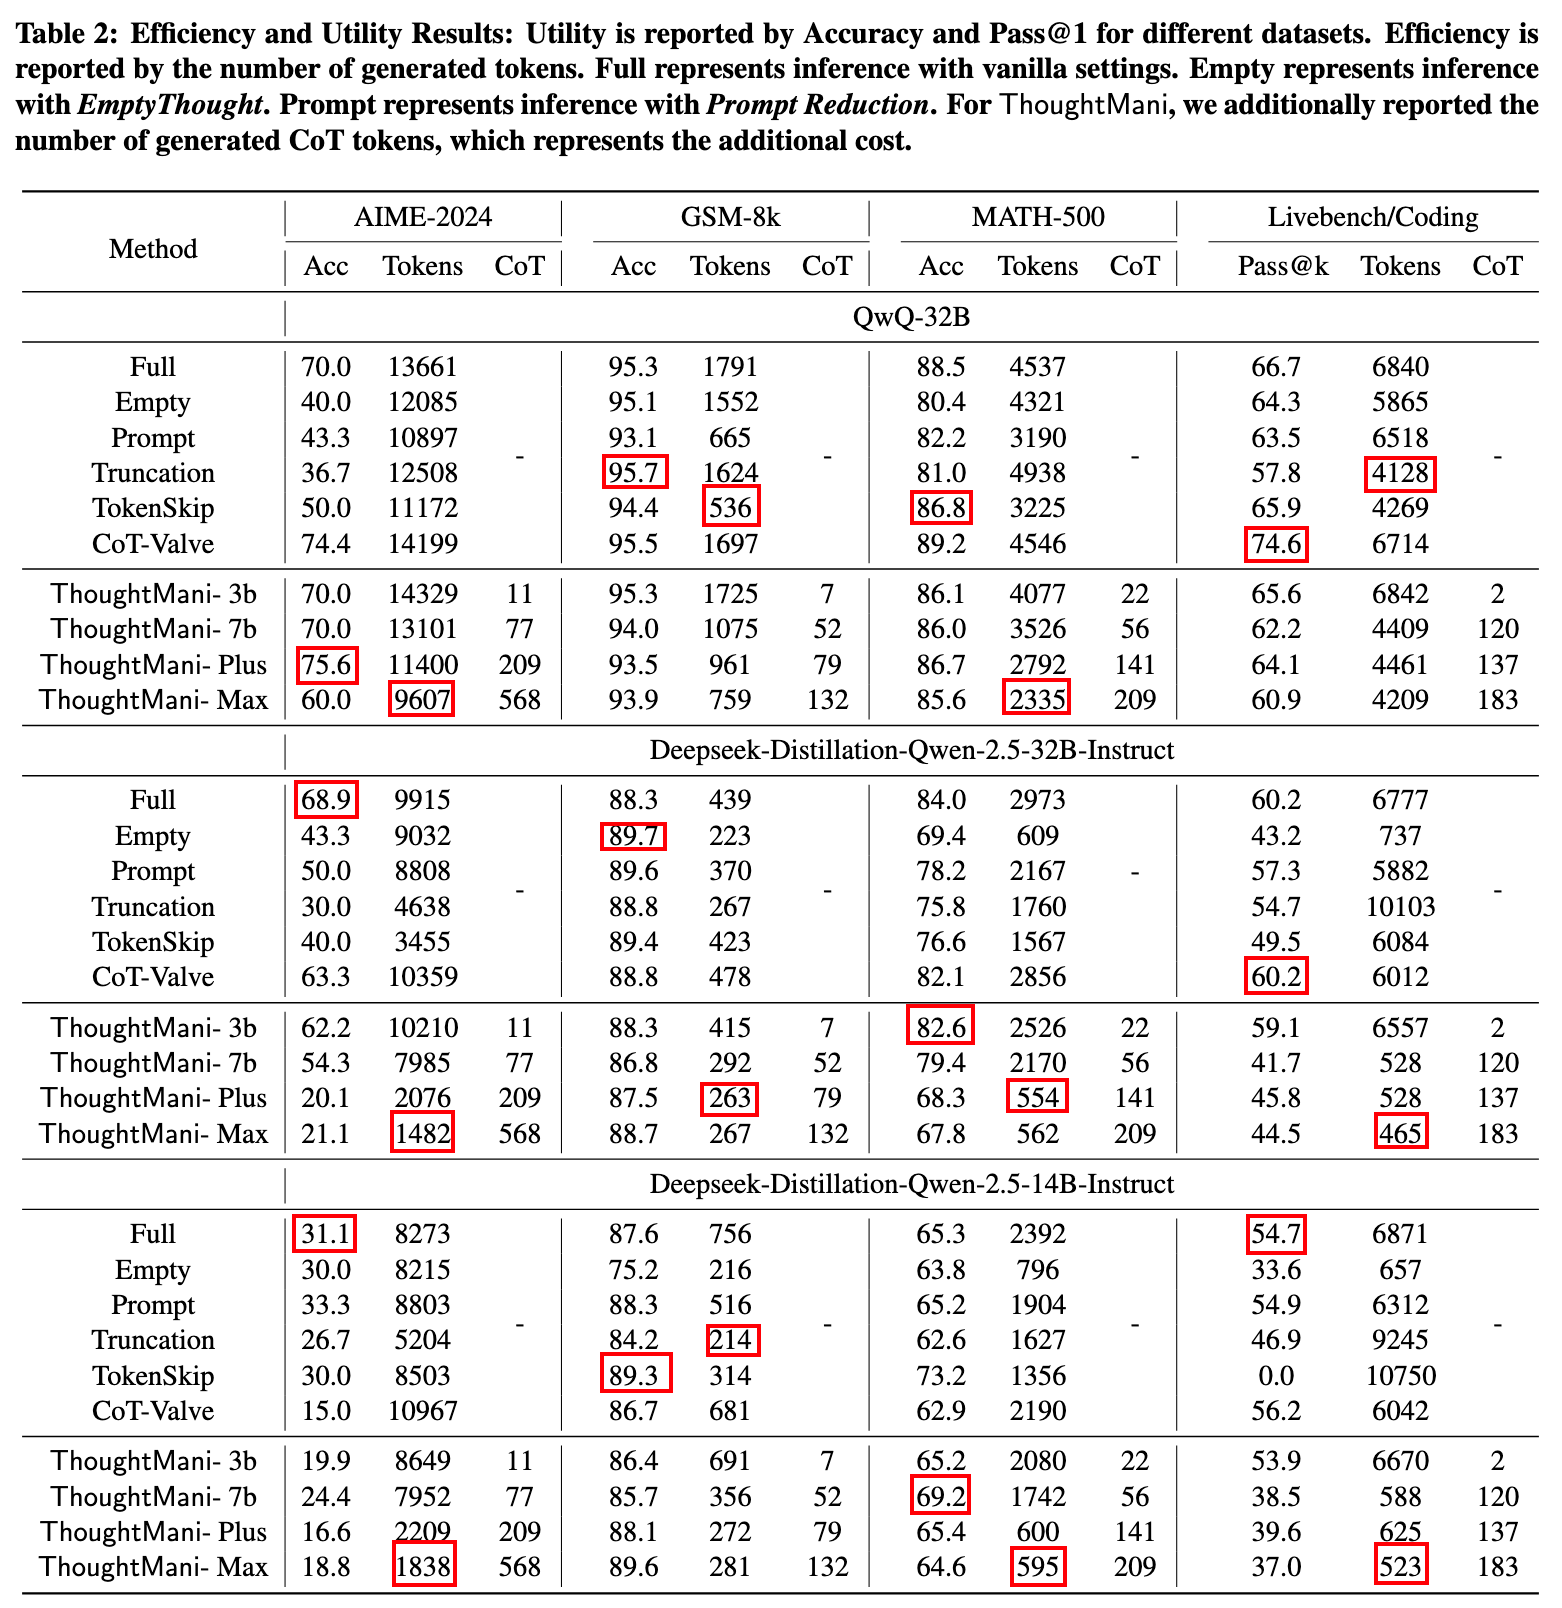 Table 2: Efficiency and Utility Results: Utility is reported by Accuracy and Pass@1 for different datasets. Efficiency is
reported by the number of generated tokens. Full represents inference with vanilla settings. Empty represents inference
with EmptyThought. Prompt represents inference with Prompt Reduction. For ThoughtMani, we additionally reported the
number of generated CoT tokens, which represents the additional cost.
Method AIME-2024 GSM-8k MATH-500 Livebench/Coding
Acc Tokens CoT Acc Tokens CoT Acc Tokens CoT Pass@k Tokens CoT
QwQ-32B
Full 70.0 13661 95.3 1791 88.5 4537 66.7 6840
Empty 40.0 12085 95.1 1552 80.4 4321 64.3 5865
Prompt 43.3 10897 93.1 665 82.2 3190 63.5 6518
- - - -
Truncation 36.7 12508 95.7 1624 81.0 4938 57.8 4128
TokenSkip 50.0 11172 94.4 536 86.8 3225 65.9 4269
CoT-Valve 74.4 14199 95.5 1697 89.2 4546 74.6 6714
ThoughtMani- 3b 70.0 14329 11 95.3 1725 7 86.1 4077 22 65.6 6842 2
ThoughtMani- 7b 70.0 13101 77 94.0 1075 52 86.0 3526 56 62.2 4409 120
ThoughtMani- Plus 75.6 11400 209 93.5 961 79 86.7 2792 141 64.1 4461 137
ThoughtMani- Max 60.0 9607 568 93.9 759 132 85.6 2335 209 60.9 4209 183
Deepseek-Distillation-Qwen-2.5-32B-Instruct
Full 68.9 9915 88.3 439 84.0 2973 60.2 6777
Empty 43.3 9032 89.7 223 69.4 609 43.2 737
Prompt 50.0 8808 89.6 370 78.2 2167 - 57.3 5882
- - -
Truncation 30.0 4638 88.8 267 75.8 1760 54.7 10103
TokenSkip 40.0 3455 89.4 423 76.6 1567 49.5 6084
CoT-Valve 63.3 10359 88.8 478 82.1 2856 60.2 6012
ThoughtMani- 3b 62.2 10210 11 88.3 415 7 82.6 2526 22 59.1 6557 2
ThoughtMani- 7b 54.3 7985 77 86.8 292 52 79.4 2170 56 41.7 528 120
ThoughtMani- Plus 20.1 2076 209 87.5 263 79 68.3 554 141 45.8 528 137
ThoughtMani- Max 21.1 1482 568 88.7 267 132 67.8 562 209 44.5 465 183
Deepseek-Distillation-Qwen-2.5-14B-Instruct
Full 31.1 8273 87.6 756 65.3 2392 54.7 6871
Empty 30.0 8215 75.2 216 63.8 796 33.6 657
Prompt 33.3 8803 88.3 516 65.2 1904 54.9 6312
- - - -
Truncation 26.7 5204 84.2 214 62.6 1627 46.9 9245
TokenSkip 30.0 8503 89.3 314 73.2 1356 0.0 10750
CoT-Valve 15.0 10967 86.7 681 62.9 2190 56.2 6042
ThoughtMani- 3b 19.9 8649 11 86.4 691 7 65.2 2080 22 53.9 6670 2
ThoughtMani- 7b 24.4 7952 77 85.7 356 52 69.2 1742 56 38.5 588 120
ThoughtMani- Plus 16.6 2209 209 88.1 272 79 65.4 600 141 39.6 625 137
ThoughtMani- Max 18.8 1838 568 89.6 281 132 64.6 595 209 37.0 523 183